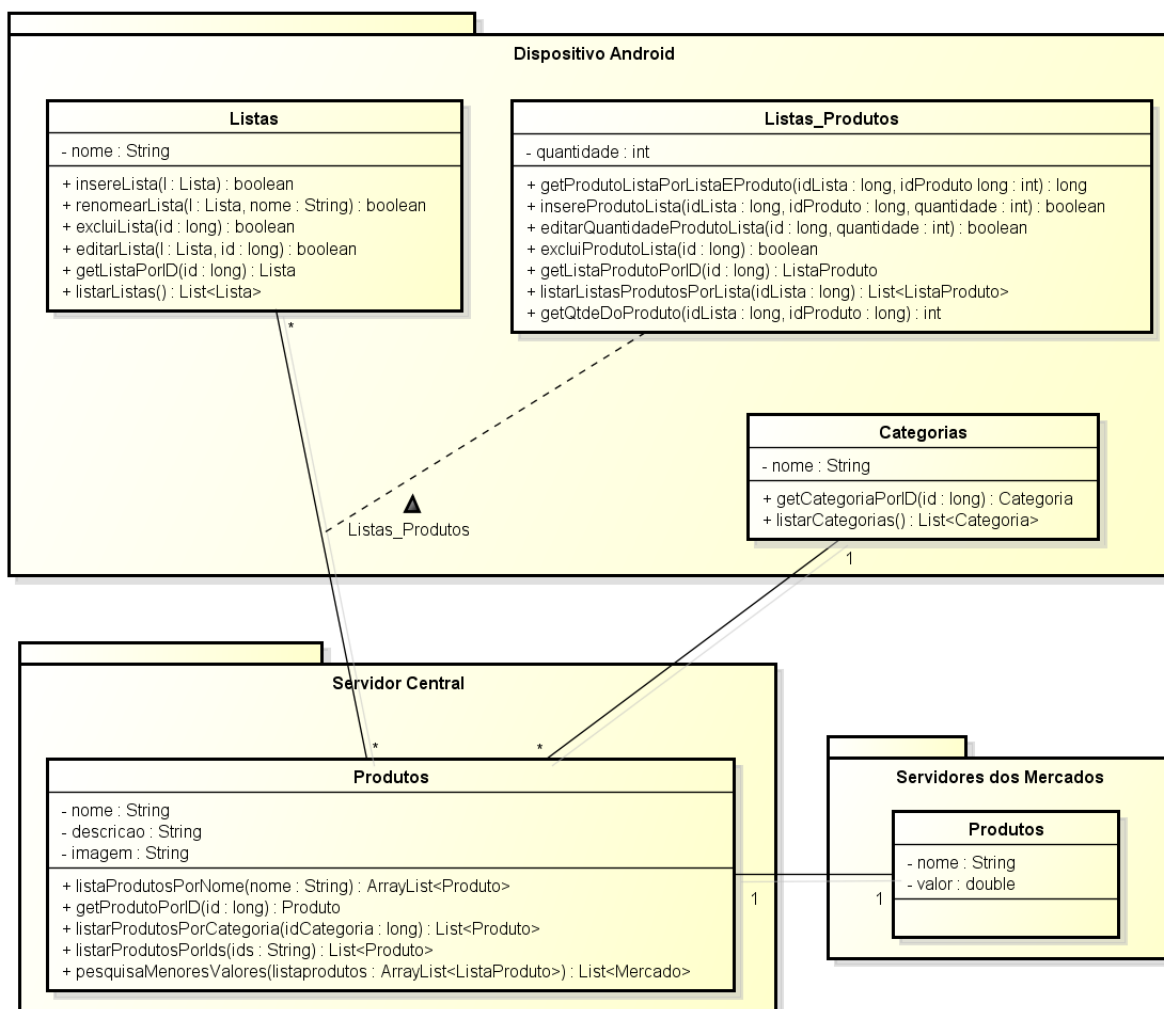 Dispositivo Android
Listas
- nome : String
+ insereLista(l : Lista) : boolean
+ renomearLista(l : Lista, nome : String) : boolean
+ excluiLista(id : long) : boolean
+ editarLista(l : Lista, id : long) : boolean
+ getListaPorID(id : long) : Lista
+ listarListas() : List<Lista>
Listas_Produtos
- quantidade : int
+ getProdutoListaPorListaEProduto(idLista : long, idProduto long : int) : long
+ insereProdutoLista(idLista : long, idProduto : long, quantidade : int) : boolean
+ editarQuantidadeProdutoLista(id : long, quantidade : int) : boolean
+ excluiProdutoLista(id : long) : boolean
+ getListaProdutoPorID(id : long) : ListaProduto
+ listarListasProdutosPorLista(idLista : long) : List<ListaProduto>
+ getQtdeDoProduto(idLista : long, idProduto : long) : int
*
Categorias
- nome : String
+ getCategoriaPorID(id : long) : Categoria
+ listarCategorias() : List<Categoria>
Listas_Produtos
1
Servidor Central
*
*
Produtos
- nome : String
- descricao : String
- imagem : String
+ listaProdutosPorNome(nome : String) : ArrayList<Produto>
+ getProdutoPorID(id : long) : Produto
+ listarProdutosPorCategoria(idCategoria : long) : List<Produto>
+ listarProdutosPorIds(ids : String) : List<Produto>
+ pesquisaMenoresValores(listaprodutos : ArrayList<ListaProduto>) : List<Mercado>
1
1
Servidores dos Mercados
Produtos
- nome : String
- valor : double